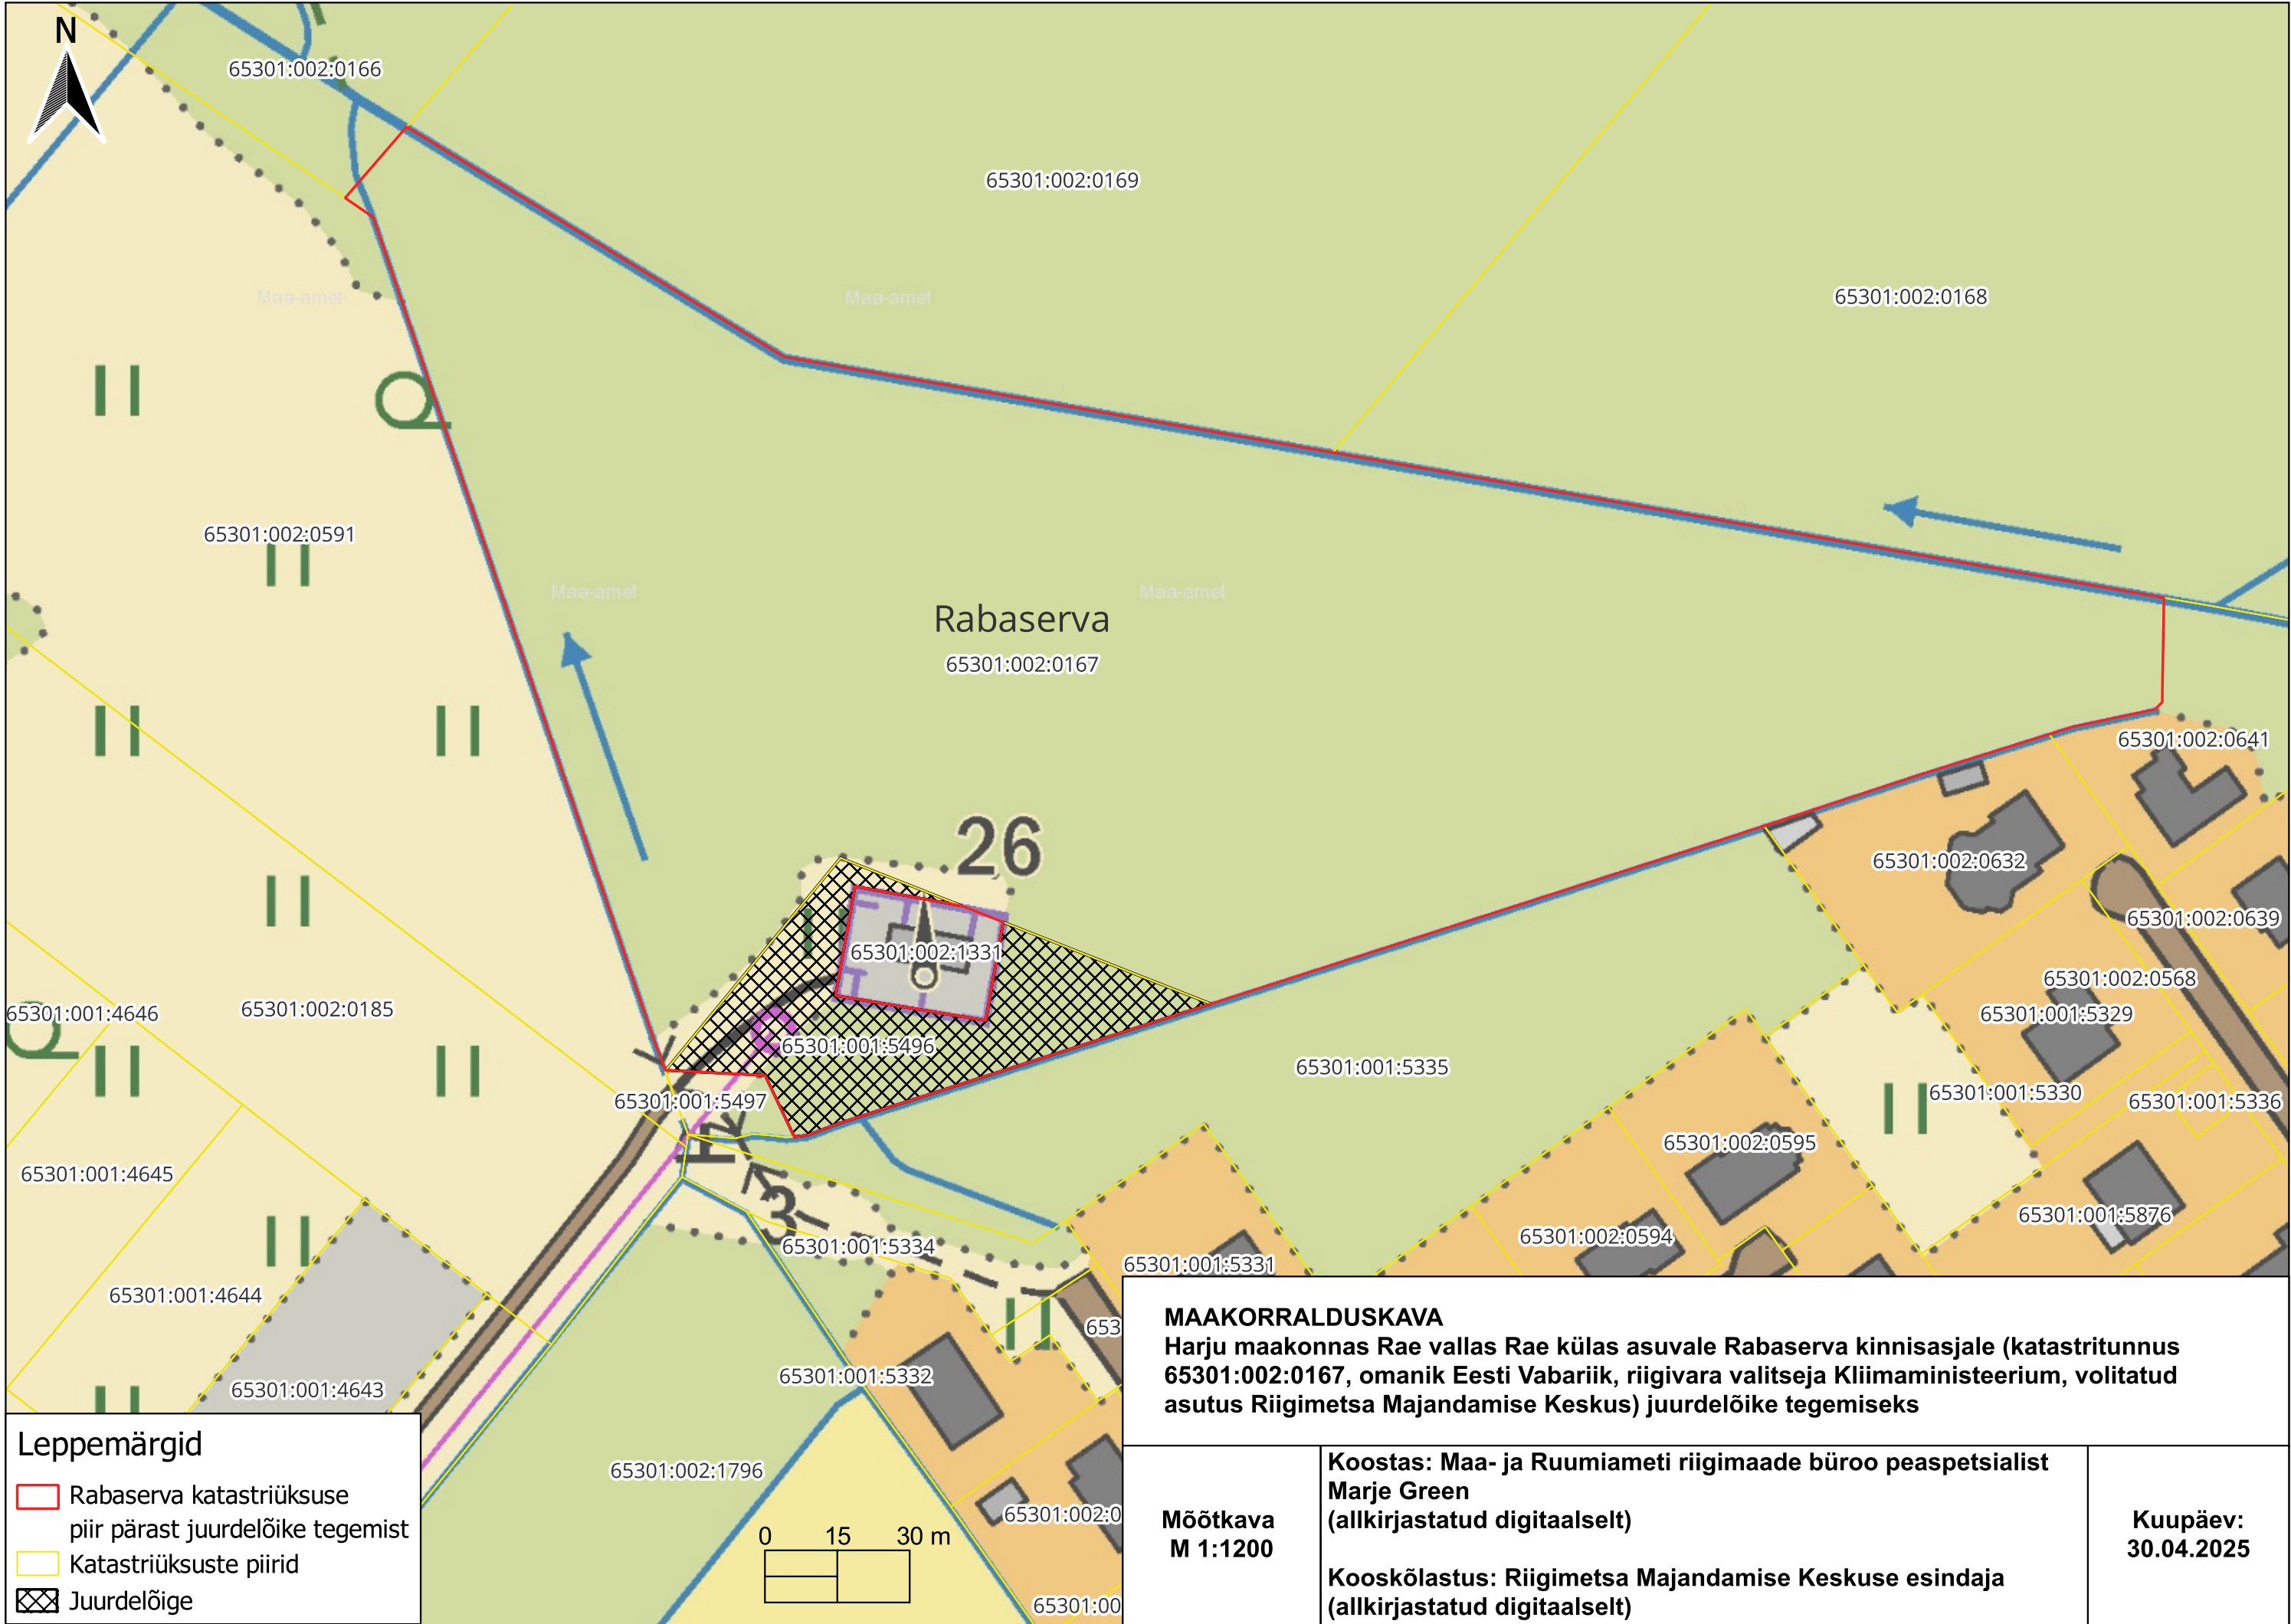 N
65301:002:0166
65301:002:0169
65301:002:0168
Maa-amet
Maa-amet
65301:002:0591
Maa-amet
Maa-amet
Rabaserva
65301:002:0167
65301:002:0641
26
65301:002:0632
65301:002:0639
65301:002:1331
65301:002:0568
65301:001:4646
65301:002:0185
65301:001:5329
65301:001:5496
65301:001:5335
65301:001:5497
65301:001:5330
65301:001:5336
65301:002:0595
65301:001:4645
3
65301:001:5876
65301:002:0594
65301:001:5334
65301:001:5331
65301:001:4644
653
65301:001:5332
65301:001:4643
65301:002:1796
65301:002:0
65301:00
Leppemärgid
Rabaserva katastriüksuse
piir pärast juurdelõike tegemist
Katastriüksuste piirid
Juurdelõige
0 15 30 m
MAAKORRALDUSKAVA
Harju maakonnas Rae vallas Rae külas asuvale Rabaserva kinnisasjale (katastritunnus
65301:002:0167, omanik Eesti Vabariik, riigivara valitseja Kliimaministeerium, volitatud
asutus Riigimetsa Majandamise Keskus) juurdelõike tegemiseks
Mõõtkava
M 1:1200
Koostas: Maa- ja Ruumiameti riigimaade büroo peaspetsialist
Marje Green
(allkirjastatud digitaalselt)
Kooskõlastus: Riigimetsa Majandamise Keskuse esindaja
(allkirjastatud digitaalselt)
Kuupäev:
30.04.2025